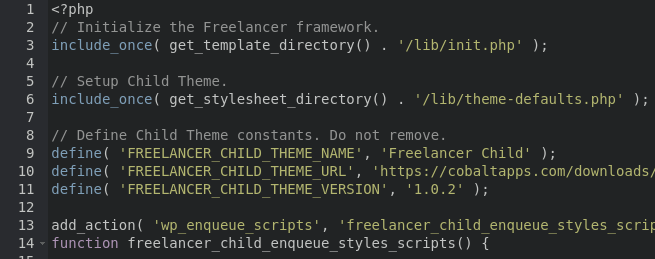 1 <?php
2 // Initialize the Freelancer framework.
3 include_once( get_template_directory() . '/lib/init.php' );
4
5 // Setup Child Theme.
6 include_once( get_stylesheet_directory() . '/lib/theme-defaults.php' );
7
8 // Define Child Theme constants. Do not remove.
9 define( 'FREELANCER_CHILD_THEME_NAME', 'Freelancer Child' );
10 define( 'FREELANCER_CHILD_THEME_URL', 'https://cobaltapps.com/downloads/
11 define( 'FREELANCER_CHILD_THEME_VERSION', '1.0.2' );
12
13 add_action( 'wp_enqueue_scripts', 'freelancer_child_enqueue_styles_scrip
14 function freelancer_child_enqueue_styles_scripts() {